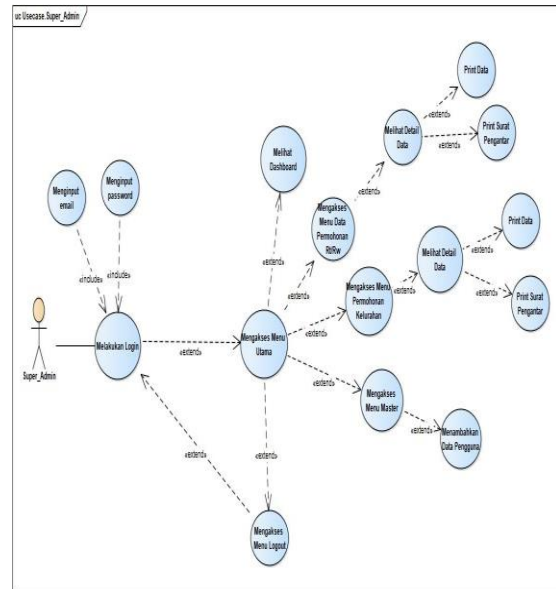 uc Usecase.Super_Admin
Print Data
«extend»
Melihat Detail
Data
«extend»
Print Surat
Pengantar
Melihat
Dashboard
«extend»
Menginput
email
Menginput
password
Mengakses
Menu Data
Permohonan
Rt/Rw
«extend»
Print Data
«extend»
Melihat Detail
Data
«extend»
«extend»
Print Surat
Pengantar
«include»
«include»
«extend»
Mengakses Menu
Permohonan
Kelurahan
«extend»
Super_Admin
Melakukan Login
«extend»
Mengakses Menu
Utama
«extend»
Mengakses
Menu Master
«extend»
Menambahkan
Data Pengguna
«extend»
«extend»
Mengakses
Menu Logout